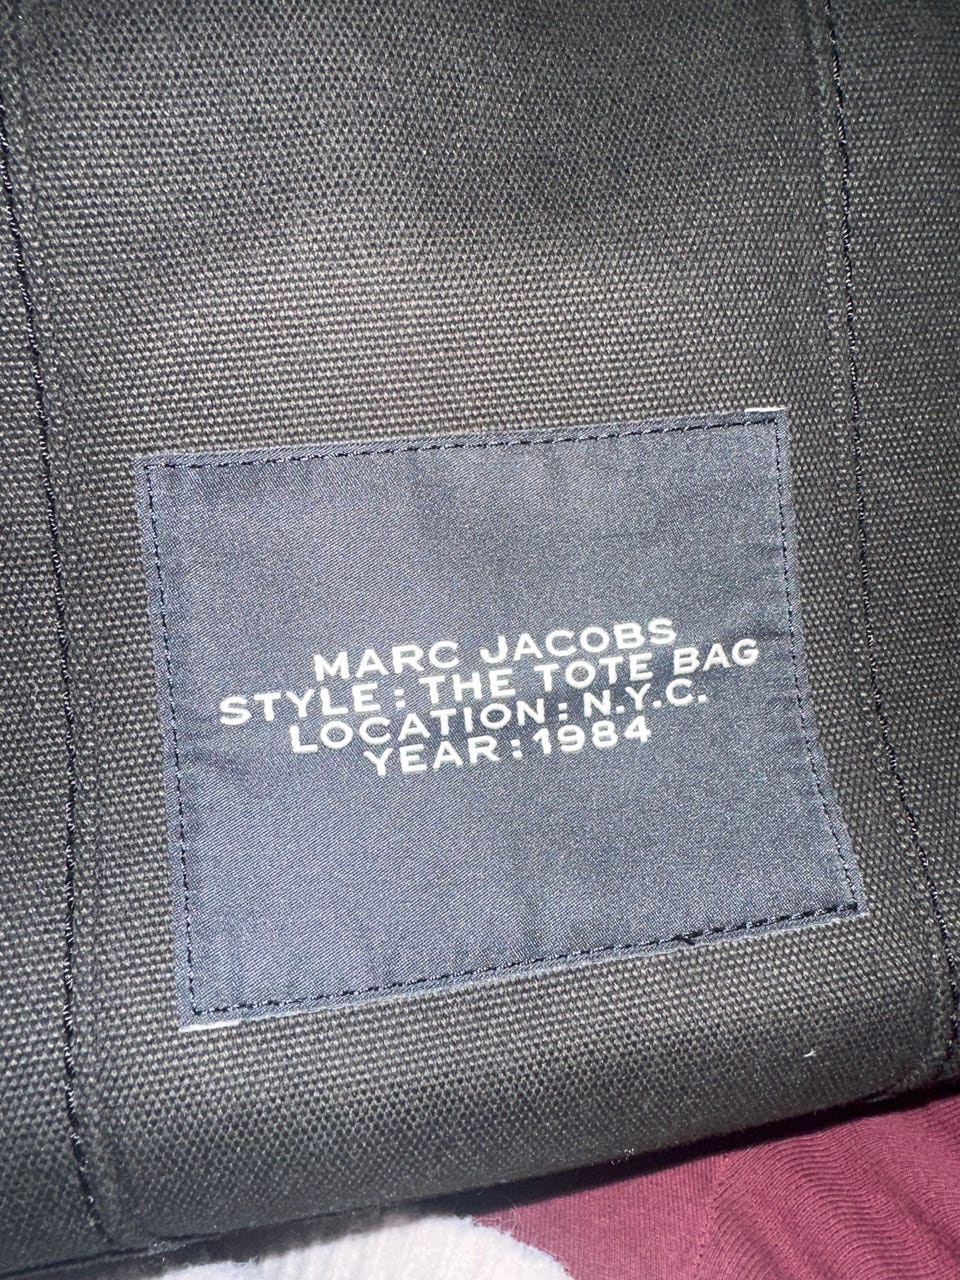 MARC JACOBS
STYLE : THE TOTE BAG
LOCATION : N.Y.C.
YEAR : 1984